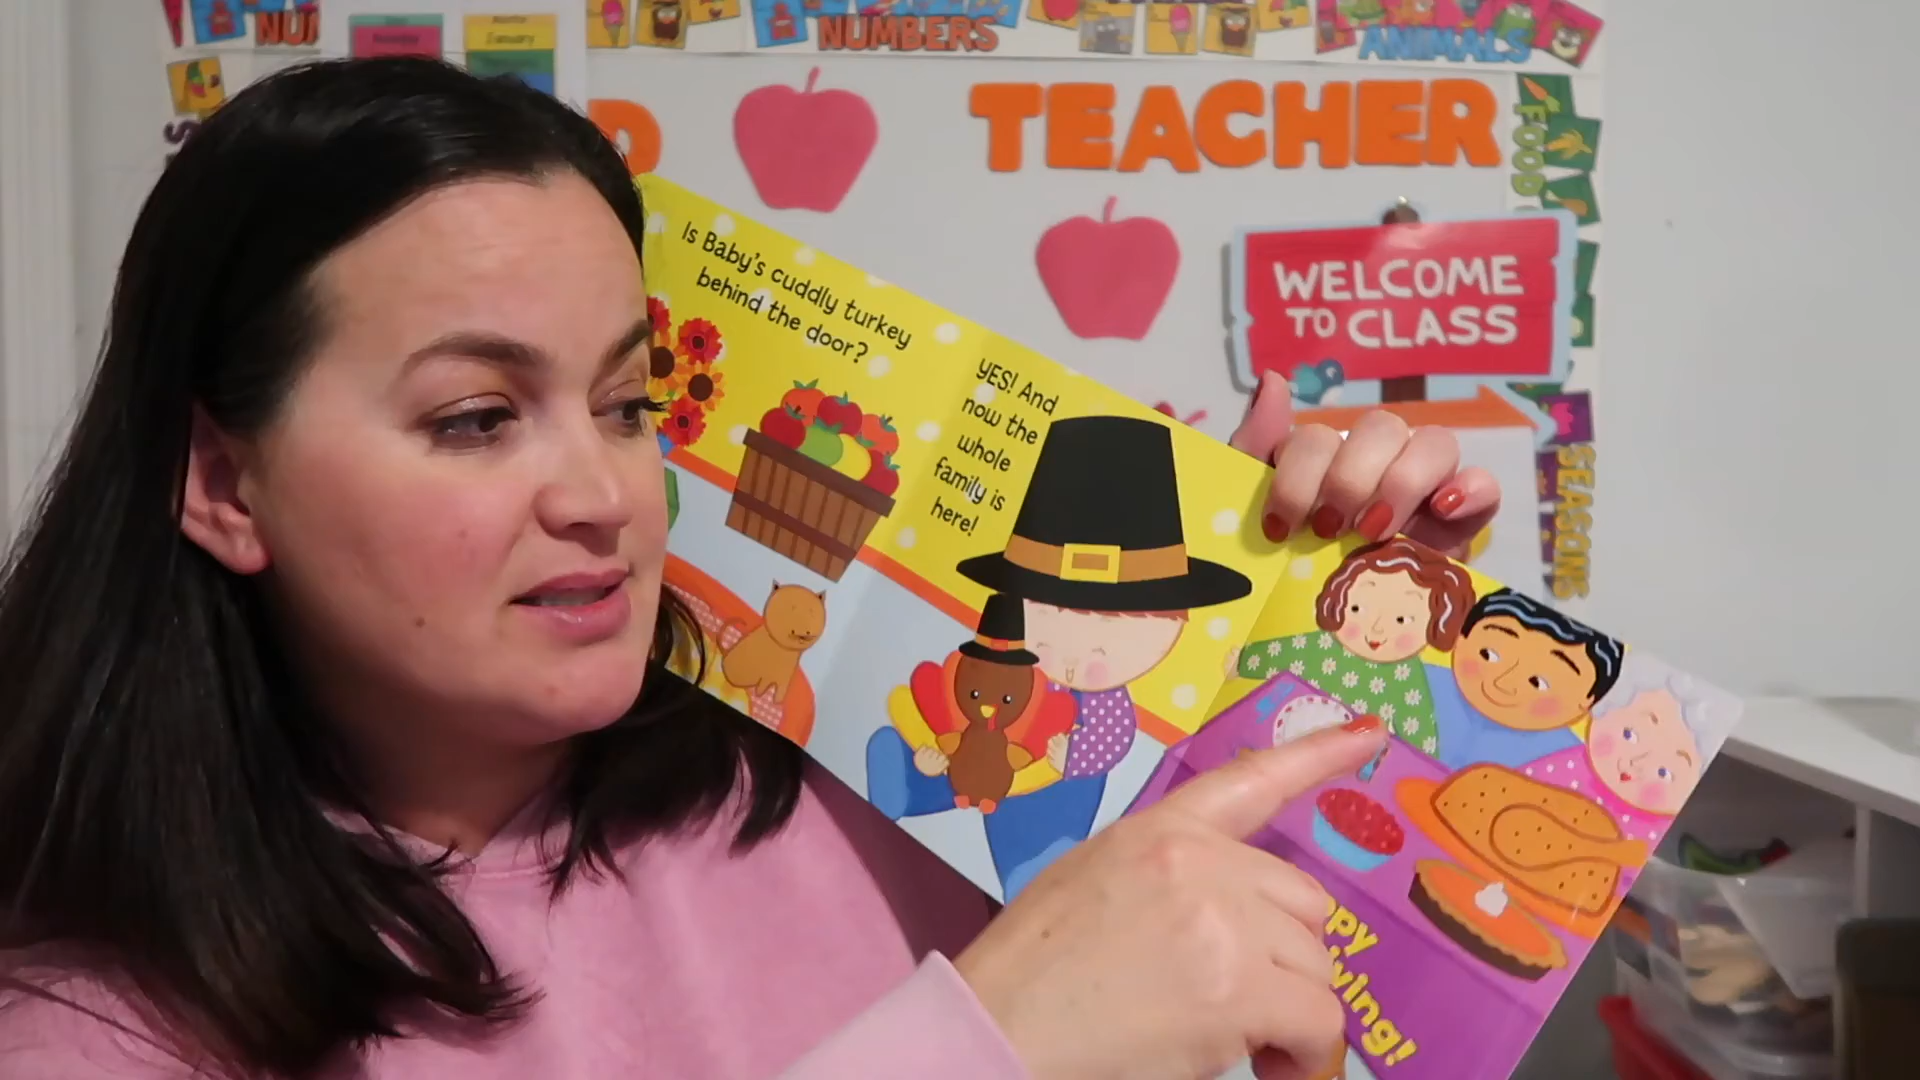 NUMBERS
ANIMALS
January
TEACHER
FOOD
WELCOME
TO CLASS
SEASONS
Is Baby's cuddly turkey
behind the door?
YES! And
now the
whole
family is
here!